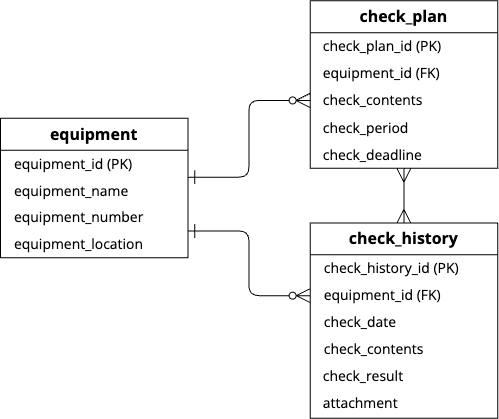 check_plan
check_plan_id (PK)
equipment_id (FK)
check_contents
check_period
check_deadline
equipment
equipment_id (PK)
equipment_name
equipment_number
equipment_location
check_history
check_history_id (PK)
equipment_id (FK)
check_date
check_contents
check_result
attachment